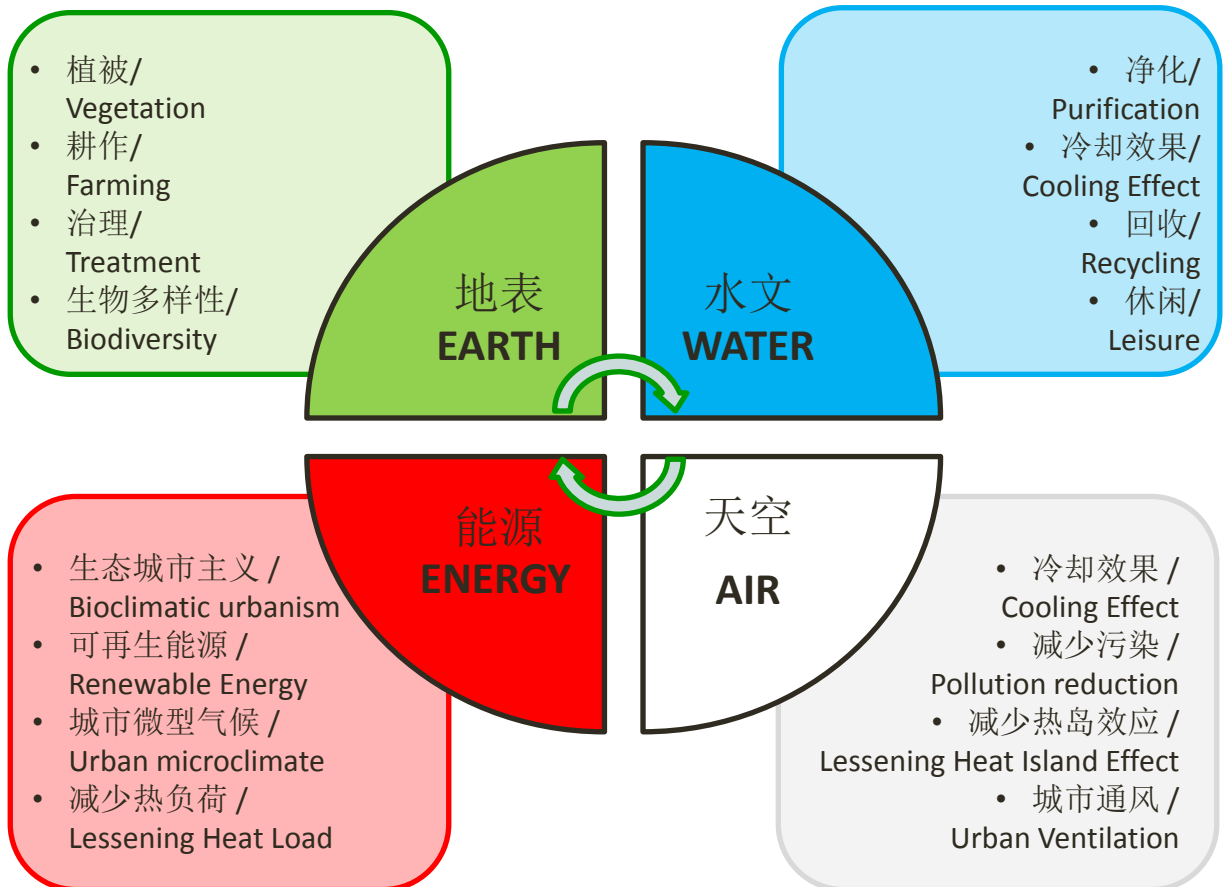 • 植被/
Vegetation
• 耕作/
Farming
• 治理/
Treatment
• 生物多样性/
Biodiversity
• 净化/
Purification
• 冷却效果/
Cooling Effect
• 回收/
Recycling
• 休闲/
Leisure
地表
EARTH
水文
WATER
能源
ENERGY
天空
AIR
• 生态城市主义 /
Bioclimatic urbanism
• 可再生能源 /
Renewable Energy
• 城市微型气候 /
Urban microclimate
• 减少热负荷 /
Lessening Heat Load
• 冷却效果 /
Cooling Effect
• 减少污染 /
Pollution reduction
• 减少热岛效应 /
Lessening Heat Island Effect
• 城市通风 /
Urban Ventilation